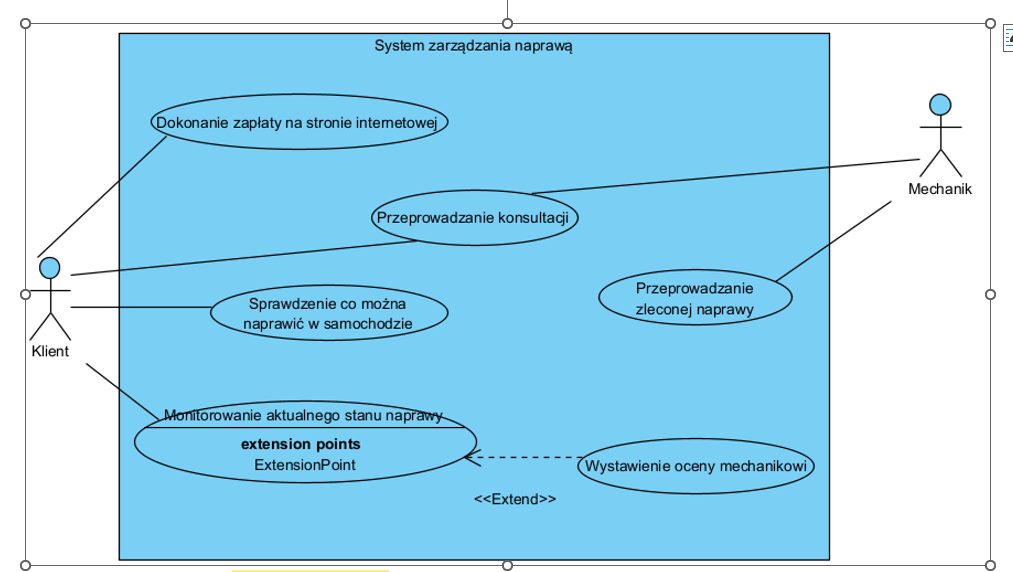 System zarządzania naprawą
Dokonanie zapłaty na stronie internetowej
Mechanik
Przeprowadzanie konsultacji
Przeprowadzanie
zleconej naprawy
Sprawdzenie co można
naprawić w samochodzie
Klient
Monitorowanie aktualnego stanu naprawy
extension points
ExtensionPoint
Wystawienie oceny mechanikowi
<<Extend>>